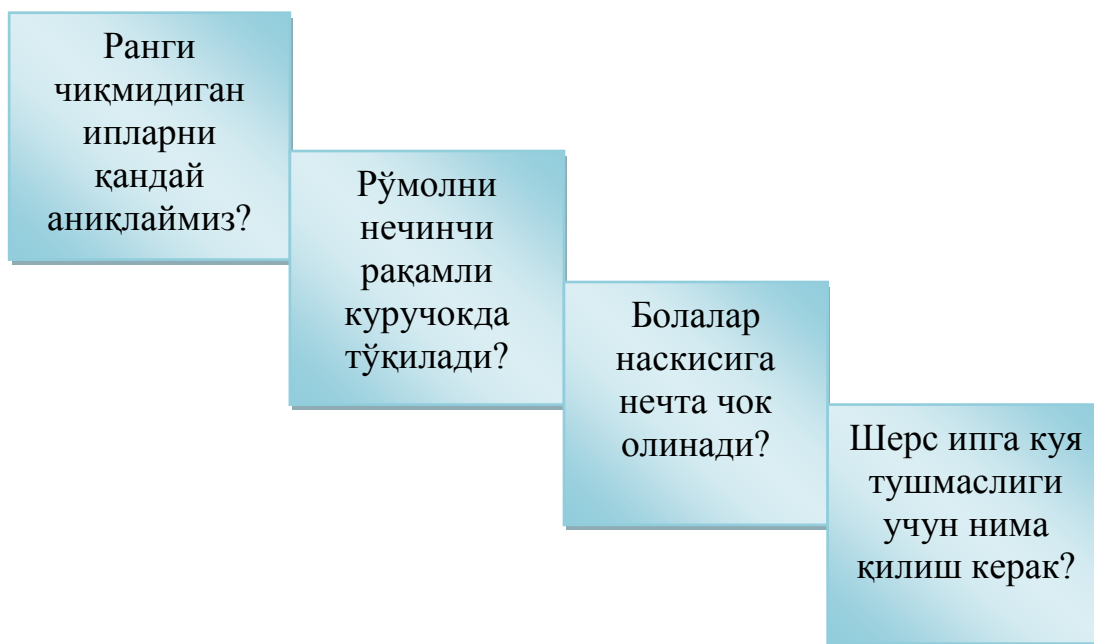 Ранги
чиқмидиган
ипларни
қандай
аниқлаймиз?
Рўмолни
нечинчи
рақамли
куручокда
тўқилади?
Болалар
наскисига
нечта чок
олинади?
Шерс ипга куя
тушмаслиги
учун нима
қилиш керак?